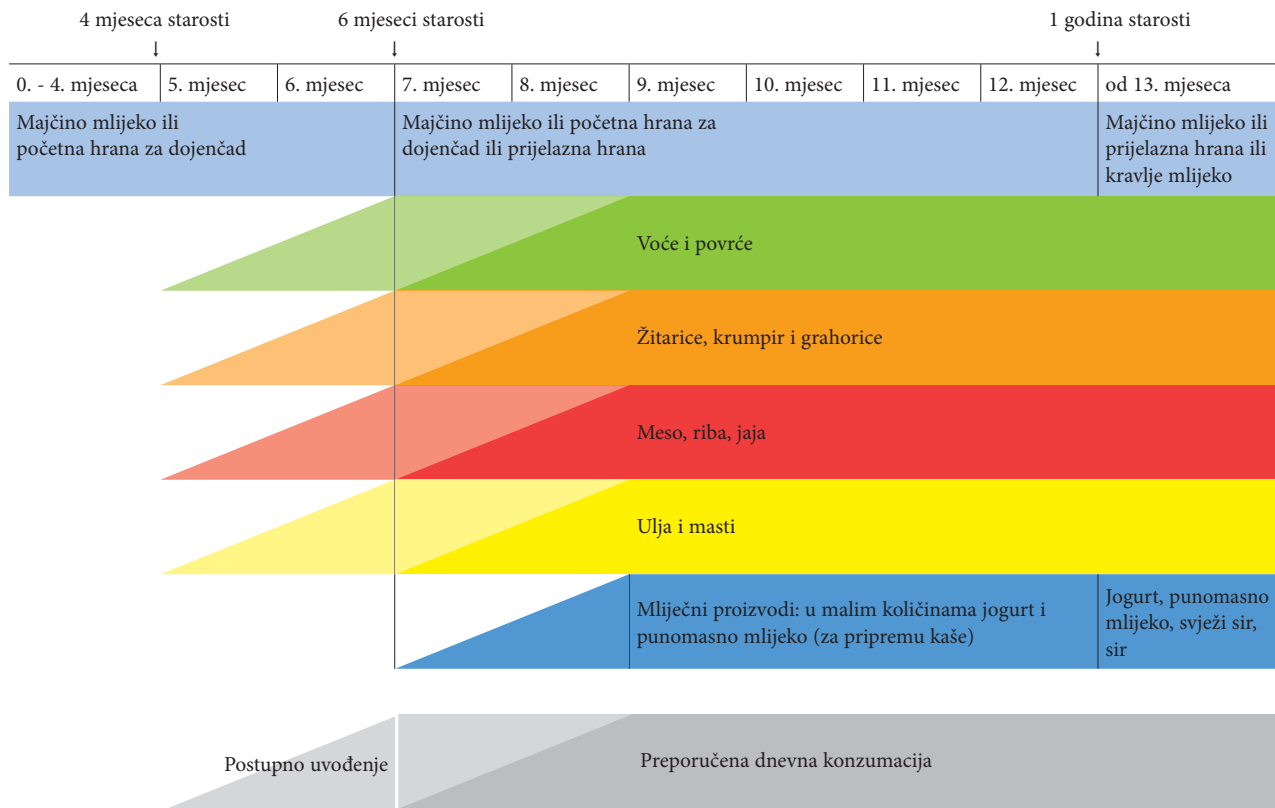 4 mjeseca starosti
6 mjeseci starosti
1 godina starosti
0. - 4. mjeseca
5. mjesec
6. mjesec
7. mjesec
8. mjesec
9. mjesec
10. mjesec
11. mjesec
12. mjesec
od 13. mjeseca
Majčino mlijeko ili
početna hrana za dojenčad
Majčino mlijeko ili početna hrana za
dojenčad ili prijelazna hrana
Majčino mlijeko ili
prijelazna hrana ili
kravlje mlijeko
Voće i povrće
Žitarice, krumpir i grahorice
Meso, riba, jaja
Ulja i masti
Mliječni proizvodi: u malim količinama jogurt i
punomasno mlijeko (za pripremu kaše)
Jogurt, punomasno
mlijeko, svježi sir,
sir
Postupno uvođenje
Preporučena dnevna konzumacija